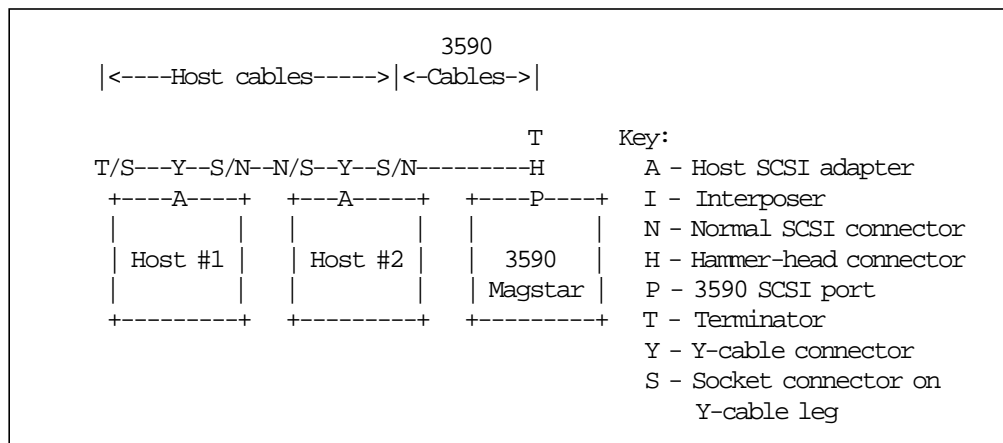 3590
 |<----Host cables----->|<-Cables->|

                                   T      Key:
T/S---Y--S/N--N/S--Y--S/N----------H        A - Host SCSI adapter
 +----A----+  +---A-----+  +----P----+      I - Interposer
 |         |  |         |  |         |      N - Normal SCSI connector
 | Host #1 |  | Host #2 |  |  3590   |      H - Hammer-head connector
 |         |  |         |  | Magstar |      P - 3590 SCSI port
 +---------+  +---------+  +---------+      T - Terminator
                                            Y - Y-cable connector
                                            S - Socket connector on
                                                Y-cable leg